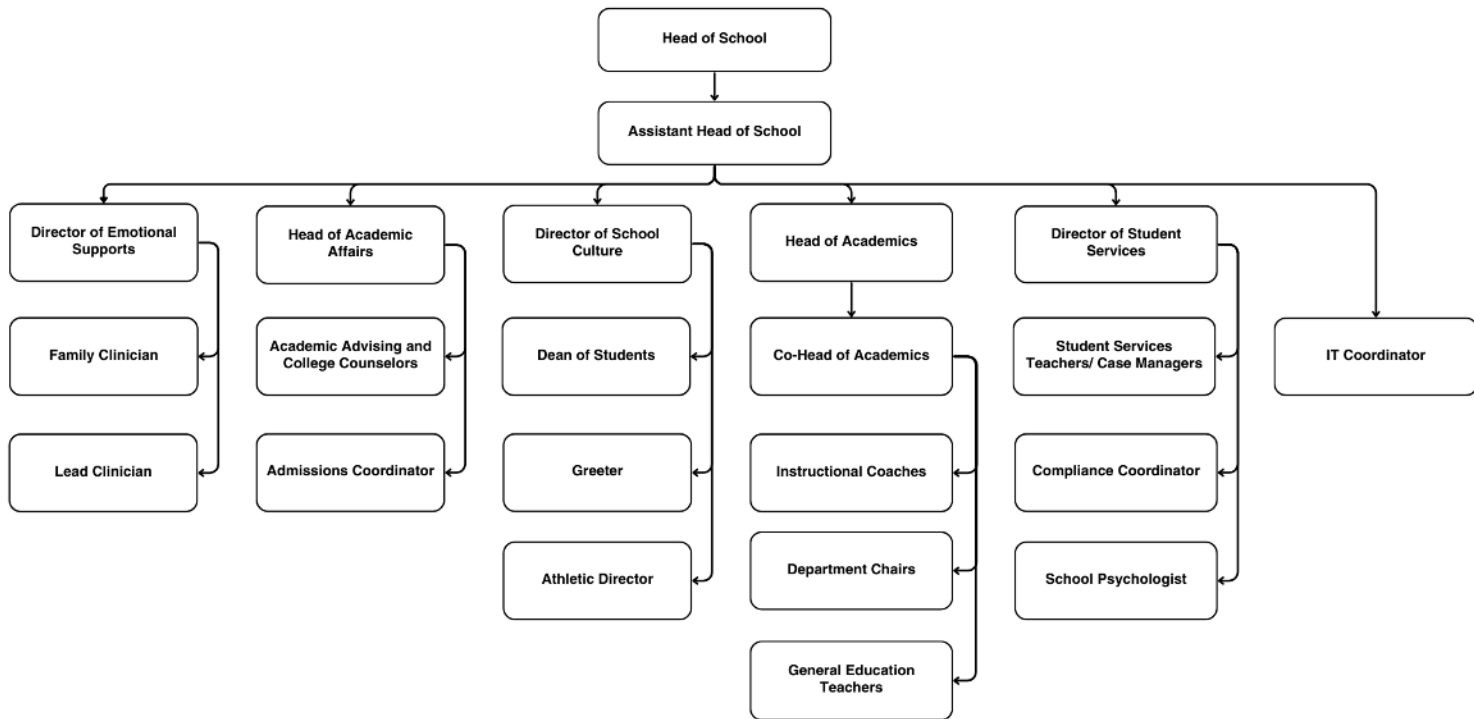 Head of School
Assistant Head of School
Director of Emotional
Supports
Head of Academic
Affairs
Director of School
Culture
Head of Academics
Director of Student
Services
Family Clinician
Academic Advising and
College Counselors
Dean of Students
Co-Head of Academics
Student Services
Teachers/ Case Managers
IT Coordinator
Lead Clinician
Admissions Coordinator
Greeter
Instructional Coaches
Compliance Coordinator
Athletic Director
Department Chairs
School Psychologist
General Education
Teachers